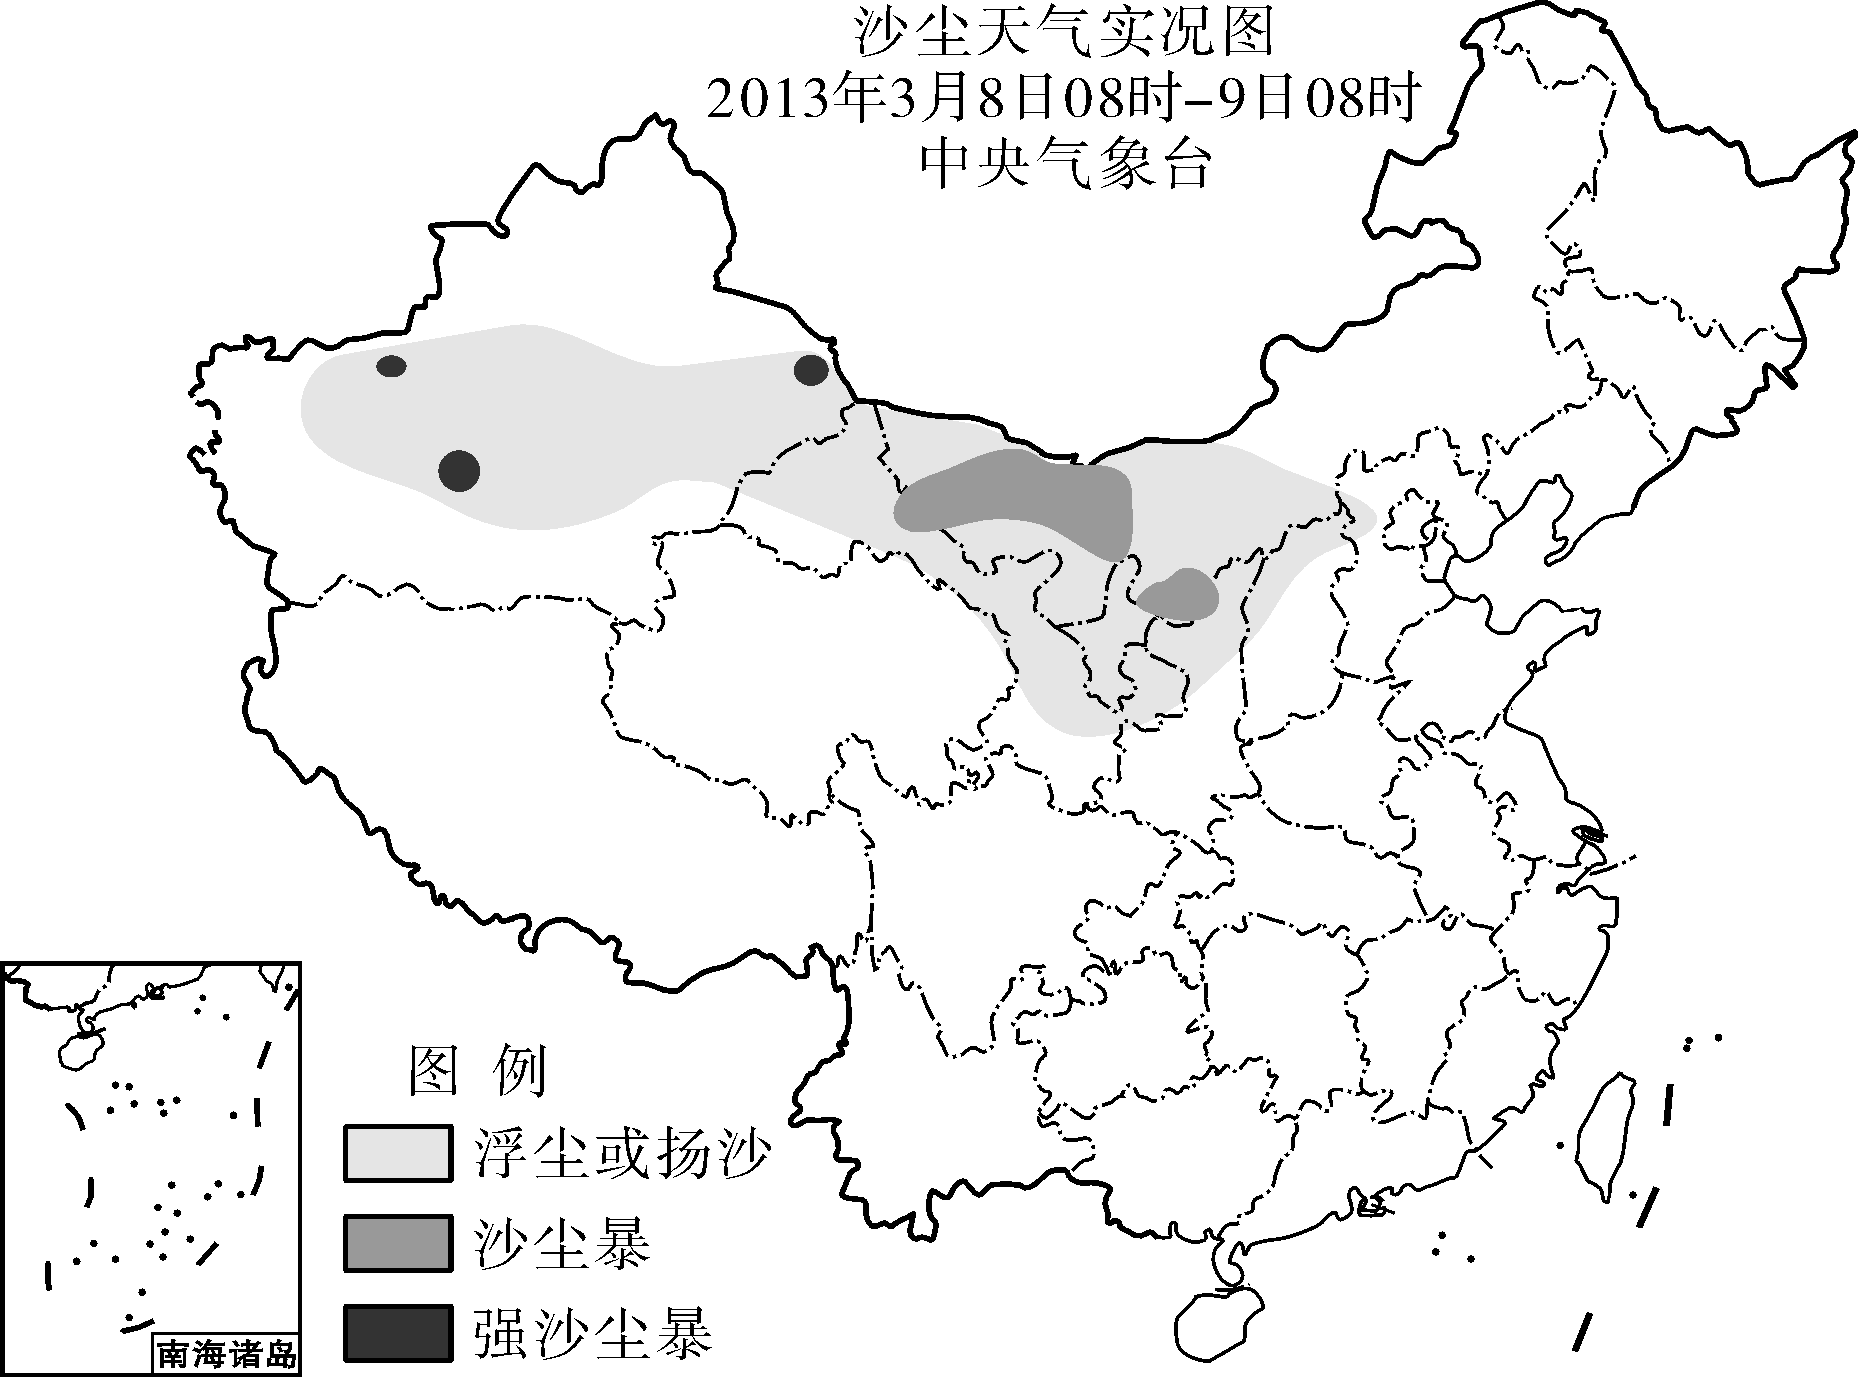 沙尘天气实况图
2013年3月8日08时-9日08时
中央气象台
图 例
浮尘或扬沙
沙尘暴
强沙尘暴
南海诸岛